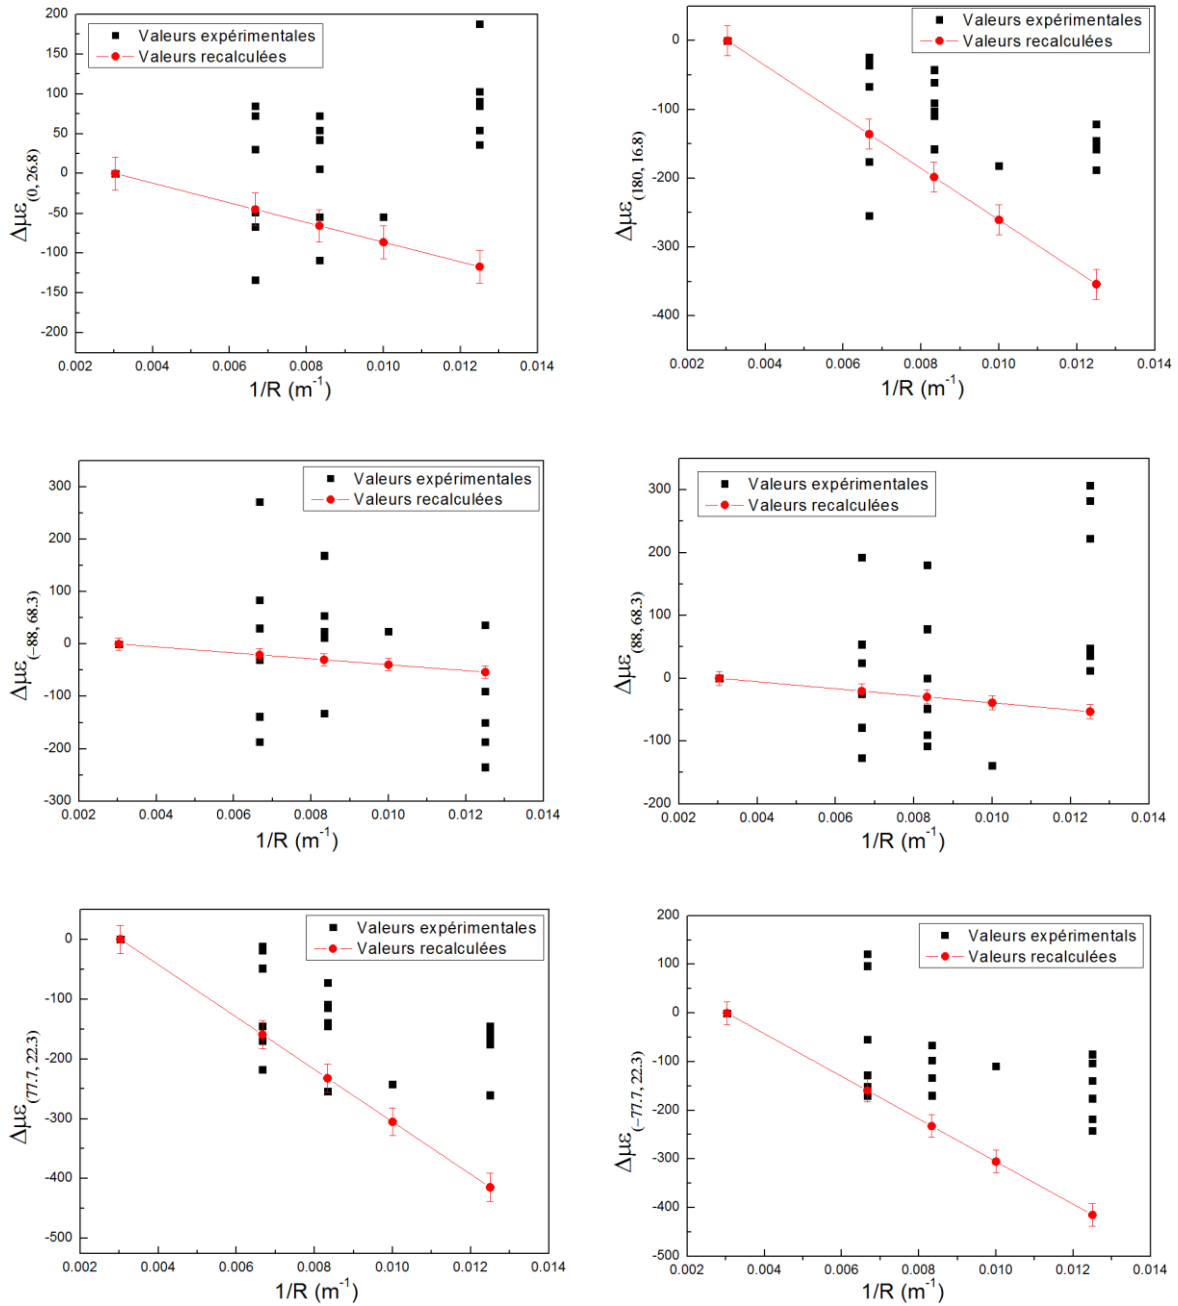 200
150
100
50
0
-50
-100
-150
-200
Valeurs expérimentales
Valeurs recalculées
Δµε(0, 26.8)
0.002 0.004 0.006 0.008 0.010 0.012 0.014
1/R (m⁻¹)
0
-100
-200
-300
-400
Valeurs expérimentales
Valeurs recalculées
Δµε(180, 16.8)
0.002 0.004 0.006 0.008 0.010 0.012 0.014
1/R (m⁻¹)
300
200
100
0
-100
-200
-300
Valeurs expérimentales
Valeurs recalculées
Δµε(−88, 68.3)
0.002 0.004 0.006 0.008 0.010 0.012 0.014
1/R (m⁻¹)
300
200
100
0
-100
-200
Valeurs expérimentales
Valeurs recalculées
Δµε(88, 68.3)
0.002 0.004 0.006 0.008 0.010 0.012 0.014
1/R (m⁻¹)
0
-100
-200
-300
-400
-500
Valeurs expérimentales
Valeurs recalculées
Δµε(77.7, 22.3)
0.002 0.004 0.006 0.008 0.010 0.012 0.014
1/R (m⁻¹)
200
100
0
-100
-200
-300
-400
-500
Valeurs expérimentals
Valeurs recalculées
Δµε(−77.7, 22.3)
0.002 0.004 0.006 0.008 0.010 0.012 0.014
1/R (m⁻¹)